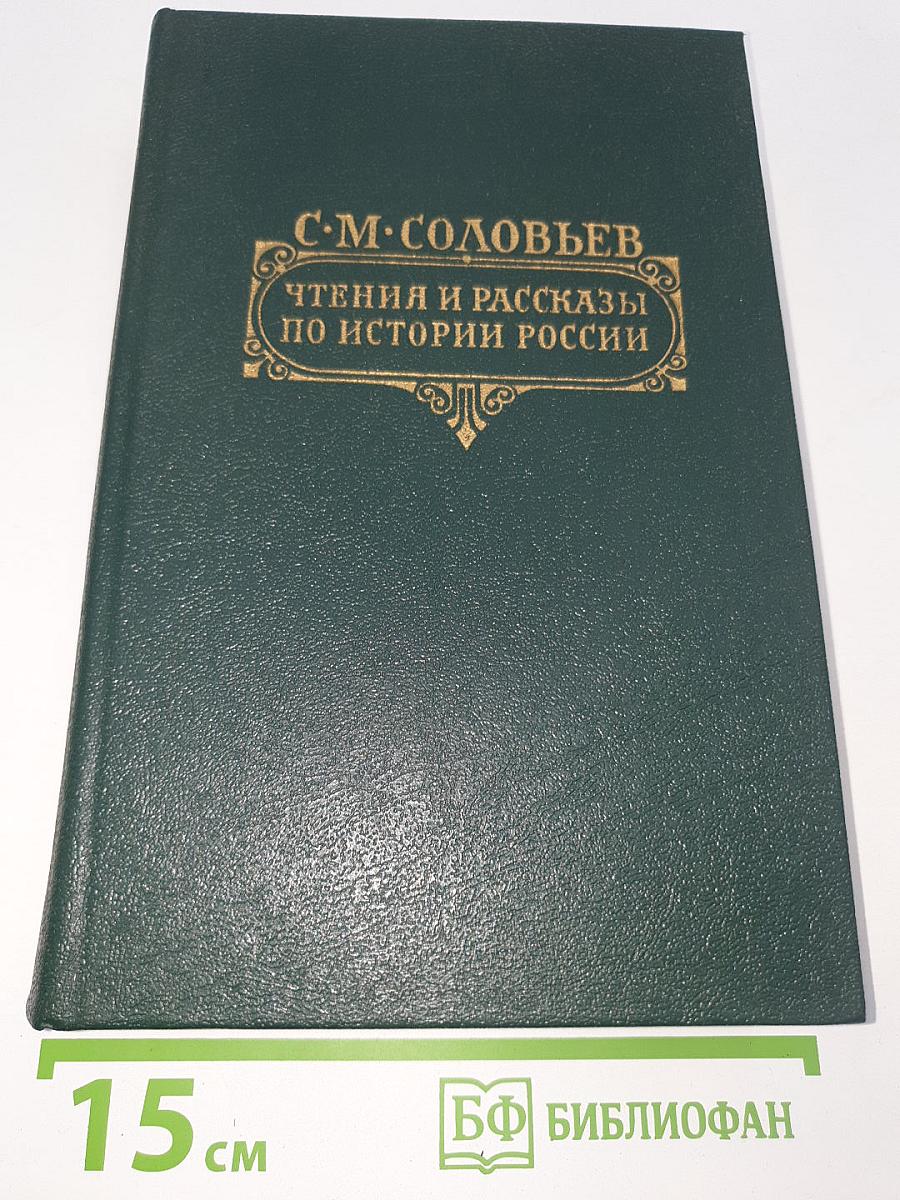 С·М·СОЛОВЬЕВ
ЧТЕНИЯ И РАССКАЗЫ
ПО ИСТОРИИ РОССИИ
15 см
БФ БИБЛИОФАН